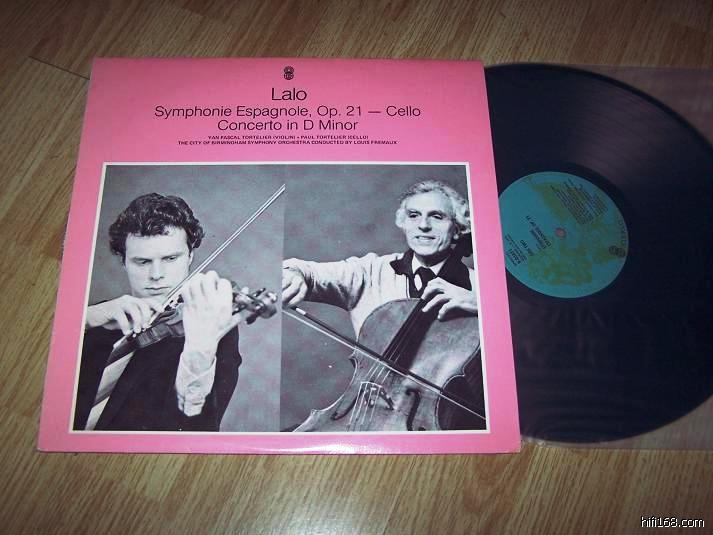 Lalo
Symphonie Espagnole, Op. 21 — Cello
Concerto in D Minor
YAN PASCAL TORTELIER (VIOLIN) • PAUL TORTELIER (CELLO)
THE CITY OF BIRMINGHAM SYMPHONY ORCHESTRA CONDUCTED BY LOUIS FREMAUX
hifi168.com